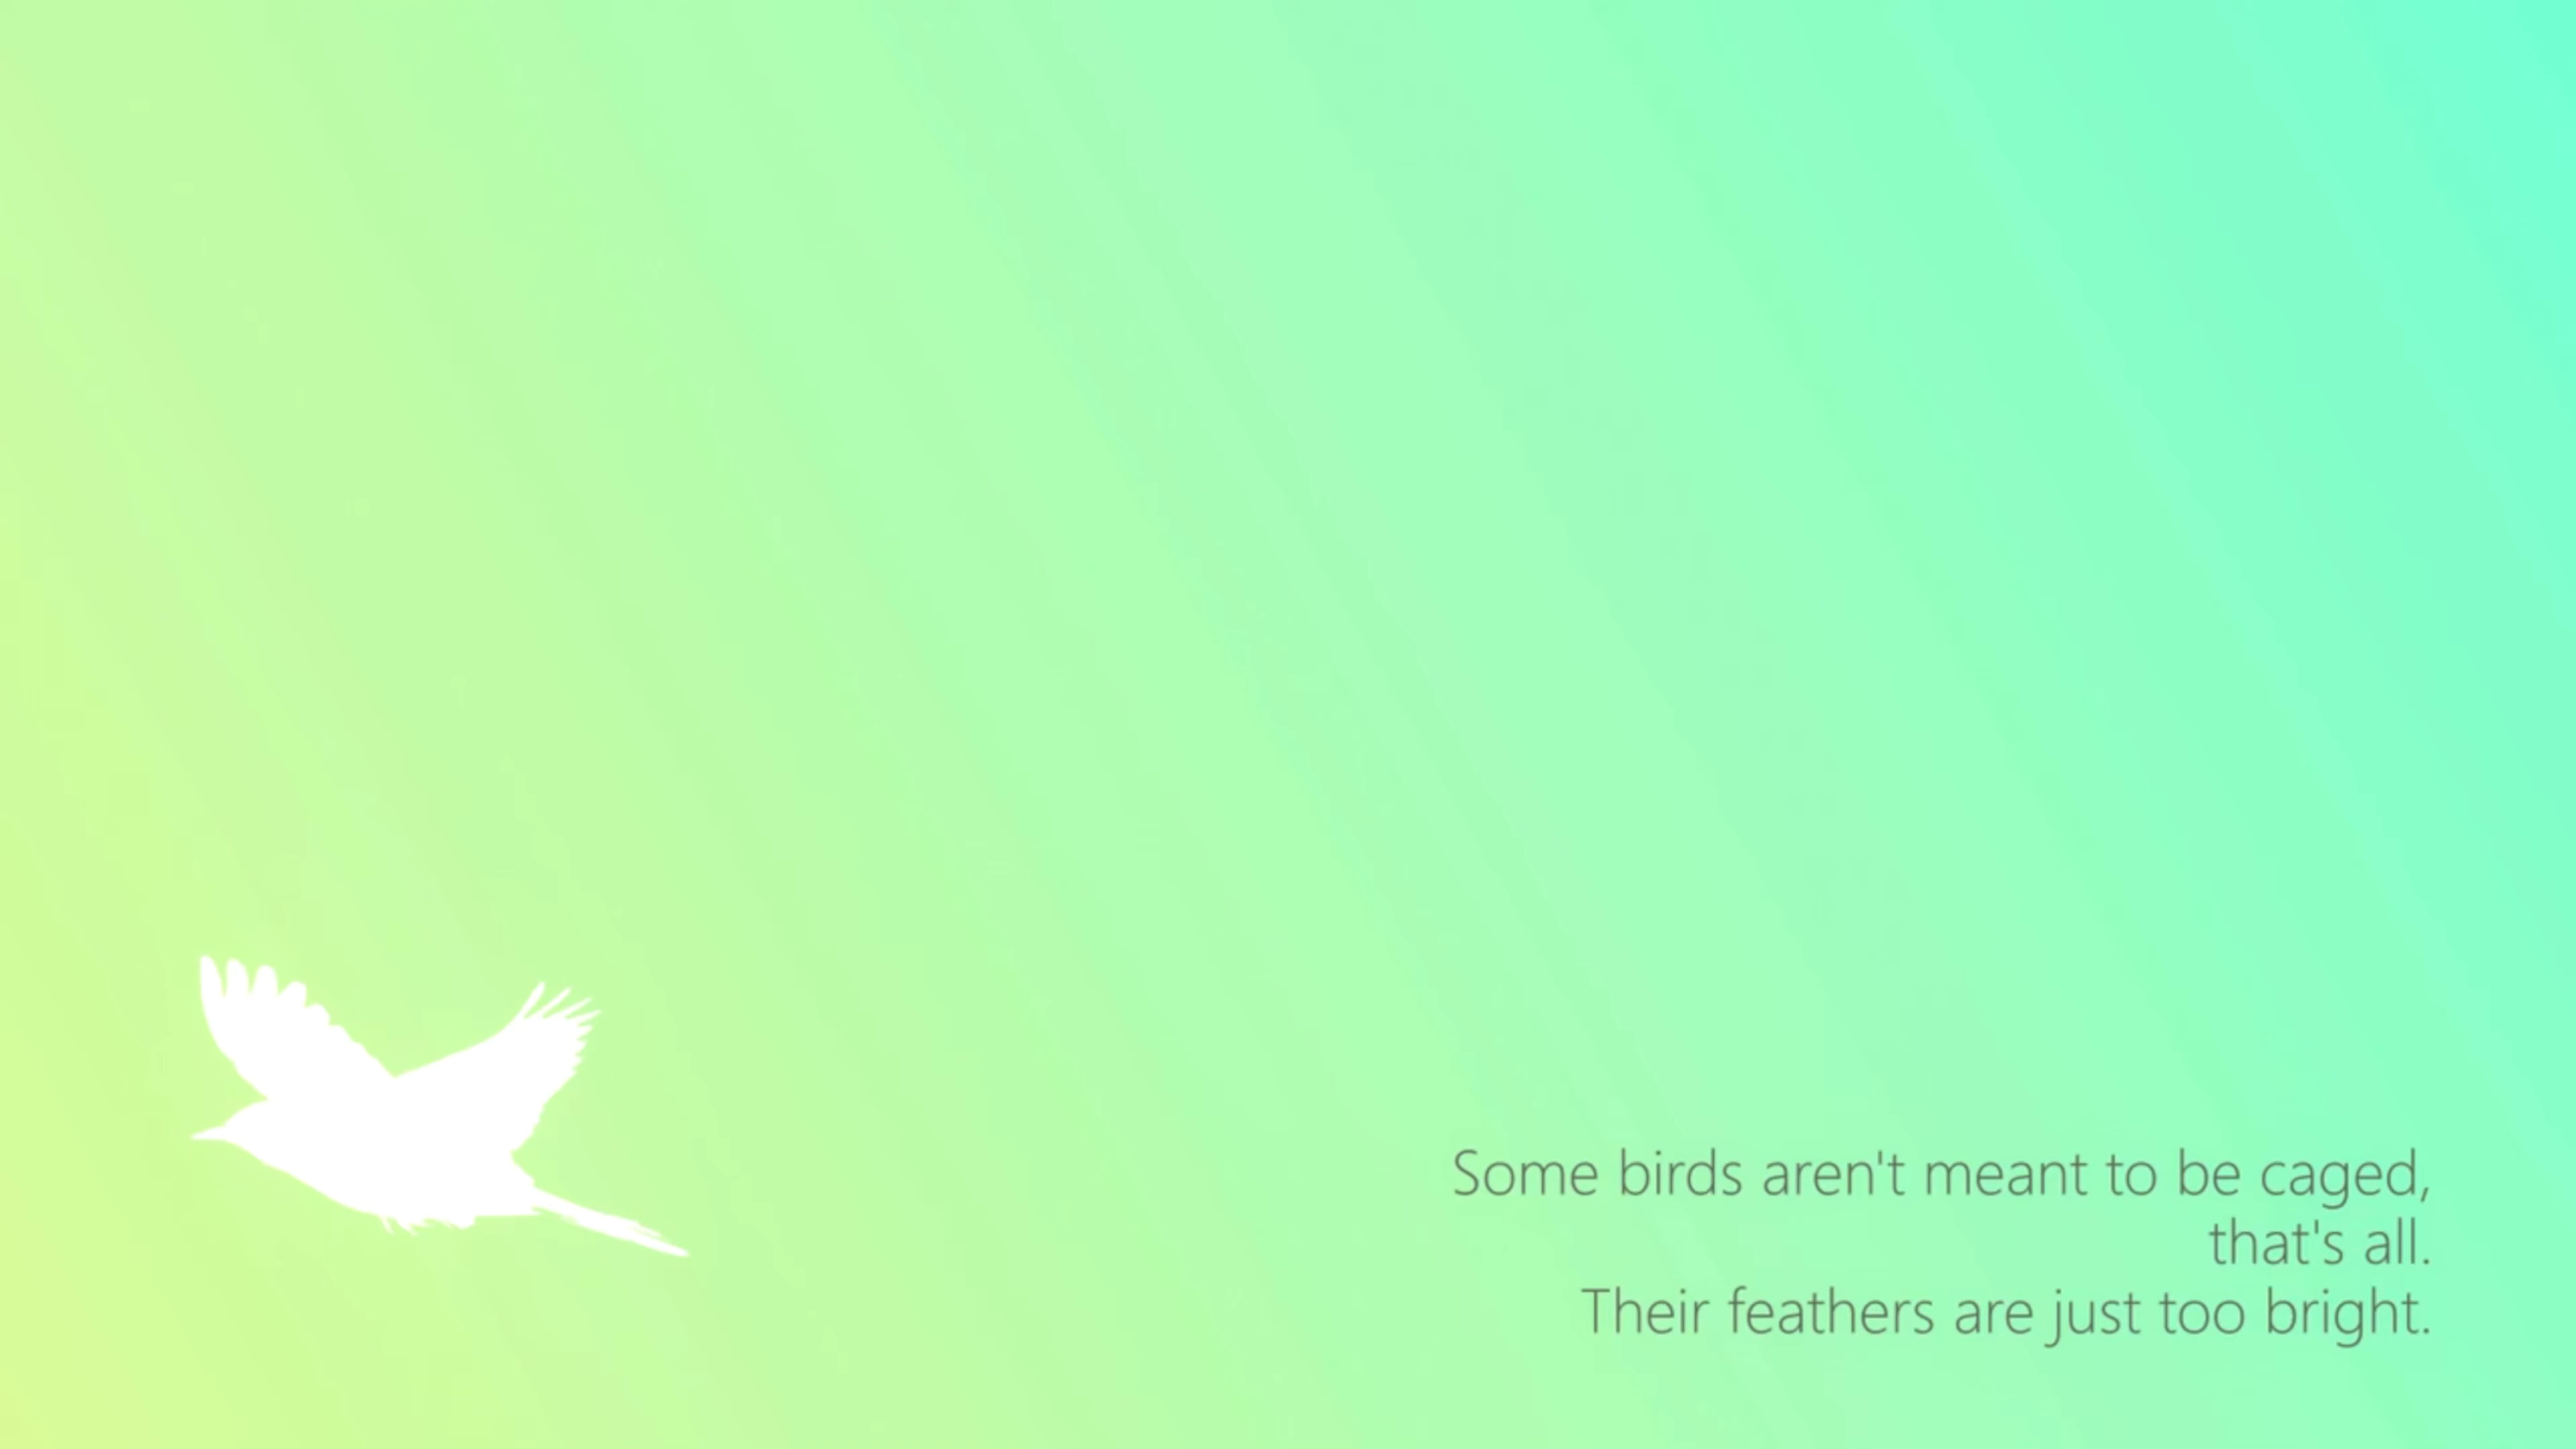 Some birds aren't meant to be caged,
that's all.
Their feathers are just too bright.